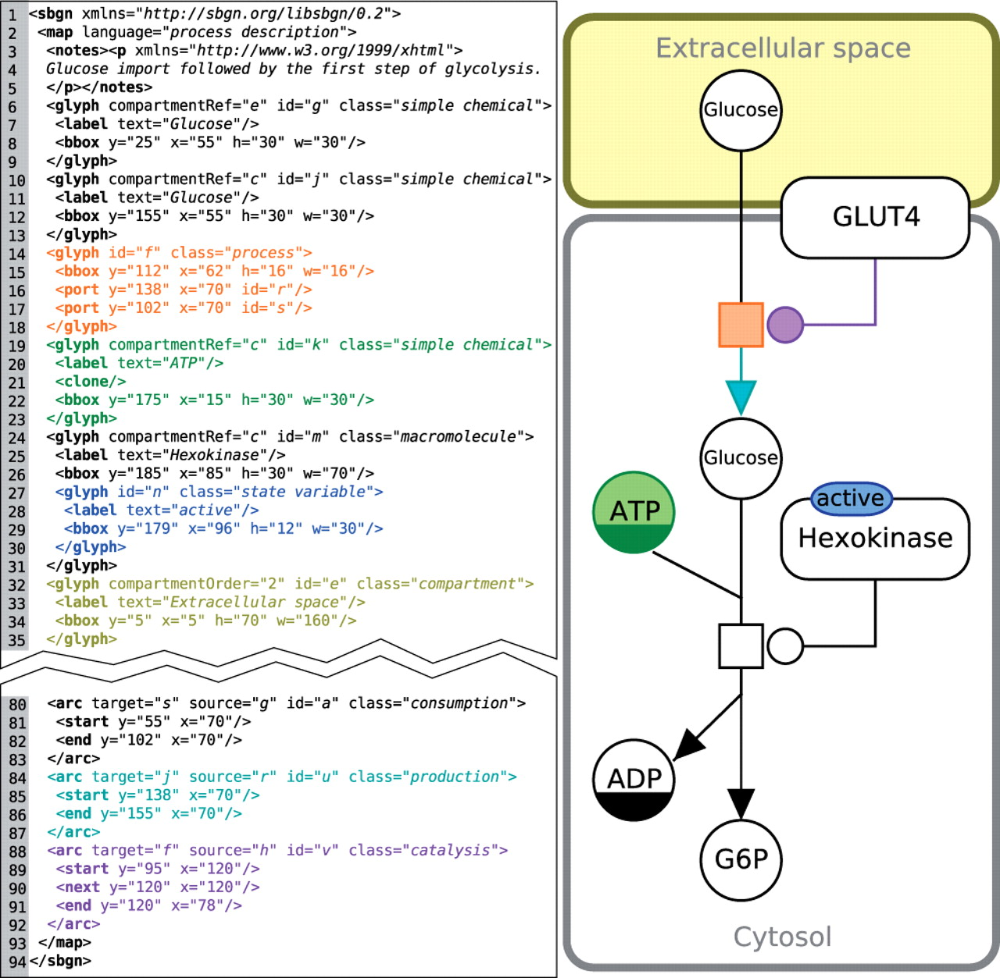 1 <sbgn xmlns="http://sbgn.org/libsbgn/0.2">
2 <map language="process description">
3 <notes><p xmlns="http://www.w3.org/1999/xhtml">
4 Glucose import followed by the first step of glycolysis.
5 </p></notes>
6 <glyph compartmentRef="e" id="g" class="simple chemical">
7 <label text="Glucose"/>
8 <bbox y="25" x="55" h="30" w="30"/>
9 </glyph>
10 <glyph compartmentRef="c" id="j" class="simple chemical">
11 <label text="Glucose"/>
12 <bbox y="155" x="55" h="30" w="30"/>
13 </glyph>
14 <glyph id="f" class="process">
15 <bbox y="112" x="62" h="16" w="16"/>
16 <port y="138" x="70" id="r"/>
17 <port y="102" x="70" id="s"/>
18 </glyph>
19 <glyph compartmentRef="c" id="k" class="simple chemical">
20 <label text="ATP"/>
21 <clone/>
22 <bbox y="175" x="15" h="30" w="30"/>
23 </glyph>
24 <glyph compartmentRef="c" id="m" class="macromolecule">
25 <label text="Hexokinase"/>
26 <bbox y="185" x="85" h="30" w="70"/>
27 <glyph id="n" class="state variable">
28 <label text="active"/>
29 <bbox y="179" x="96" h="12" w="30"/>
30 </glyph>
31 </glyph>
32 <glyph compartmentOrder="2" id="e" class="compartment">
33 <label text="Extracellular space"/>
34 <bbox y="5" x="5" h="70" w="160"/>
35 </glyph>
80 <arc target="s" source="g" id="a" class="consumption">
81 <start y="55" x="70"/>
82 <end y="102" x="70"/>
83 </arc>
84 <arc target="j" source="r" id="u" class="production">
85 <start y="138" x="70"/>
86 <end y="155" x="70"/>
87 </arc>
88 <arc target="f" source="h" id="v" class="catalysis">
89 <start y="95" x="120"/>
90 <next y="120" x="120"/>
91 <end y="120" x="78"/>
92 </arc>
93 </map>
94 </sbgn>
Extracellular space
Glucose
GLUT4
Glucose
ATP
active
Hexokinase
ADP
G6P
Cytosol